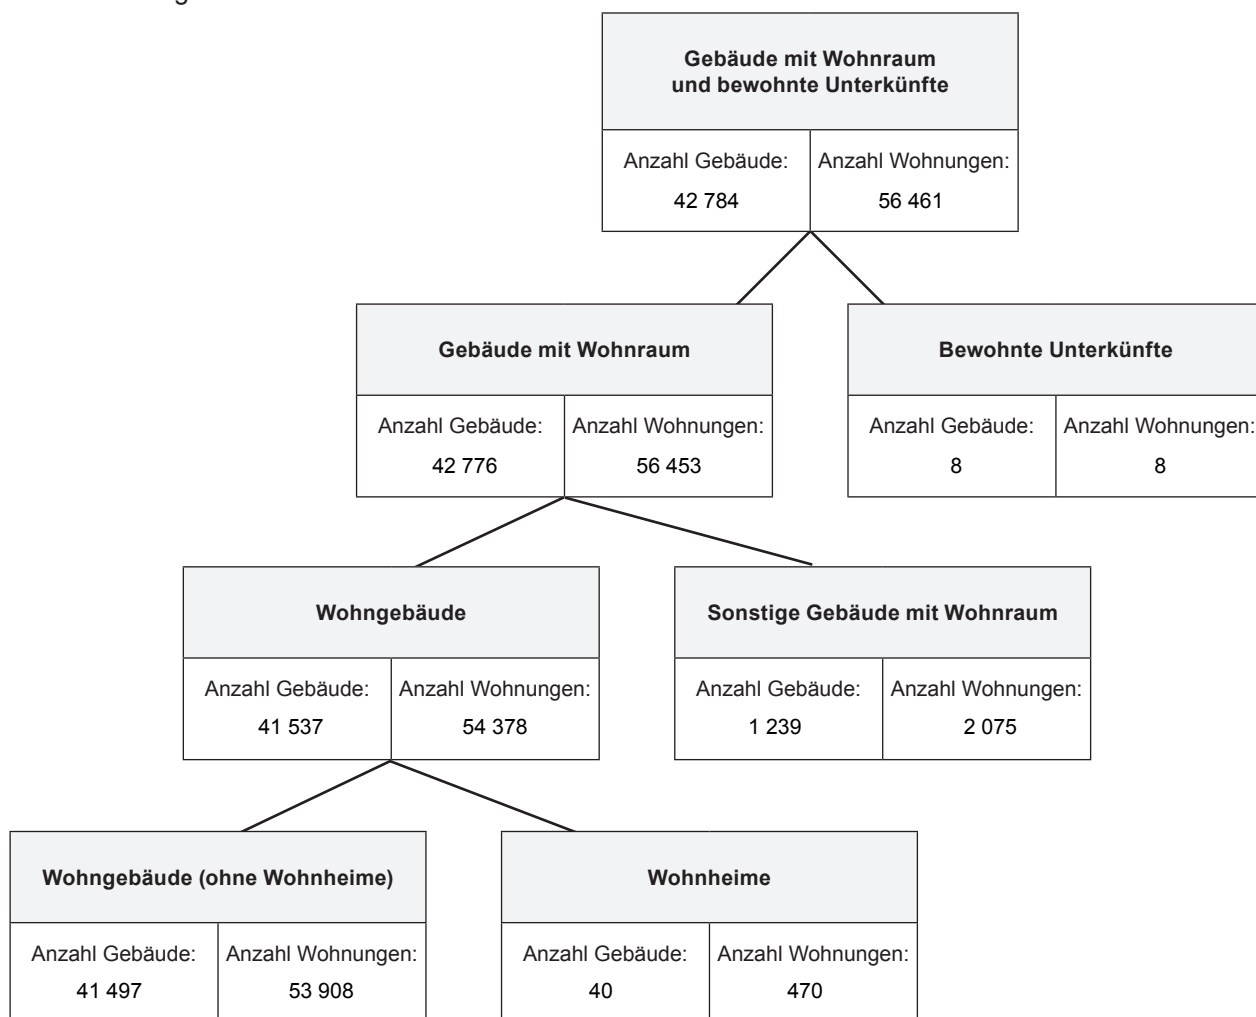 g
Gebäude mit Wohnraum
und bewohnte Unterkünfte
Anzahl Gebäude: Anzahl Wohnungen:
42 784 56 461
Gebäude mit Wohnraum Bewohnte Unterkünfte
Anzahl Gebäude: Anzahl Wohnungen: Anzahl Gebäude: Anzahl Wohnungen:
42 776 56 453 8 8
Wohngebäude Sonstige Gebäude mit Wohnraum
Anzahl Gebäude: Anzahl Wohnungen: Anzahl Gebäude: Anzahl Wohnungen:
41 537 54 378 1 239 2 075
Wohngebäude (ohne Wohnheime) Wohnheime
Anzahl Gebäude: Anzahl Wohnungen: Anzahl Gebäude: Anzahl Wohnungen:
41 497 53 908 40 470